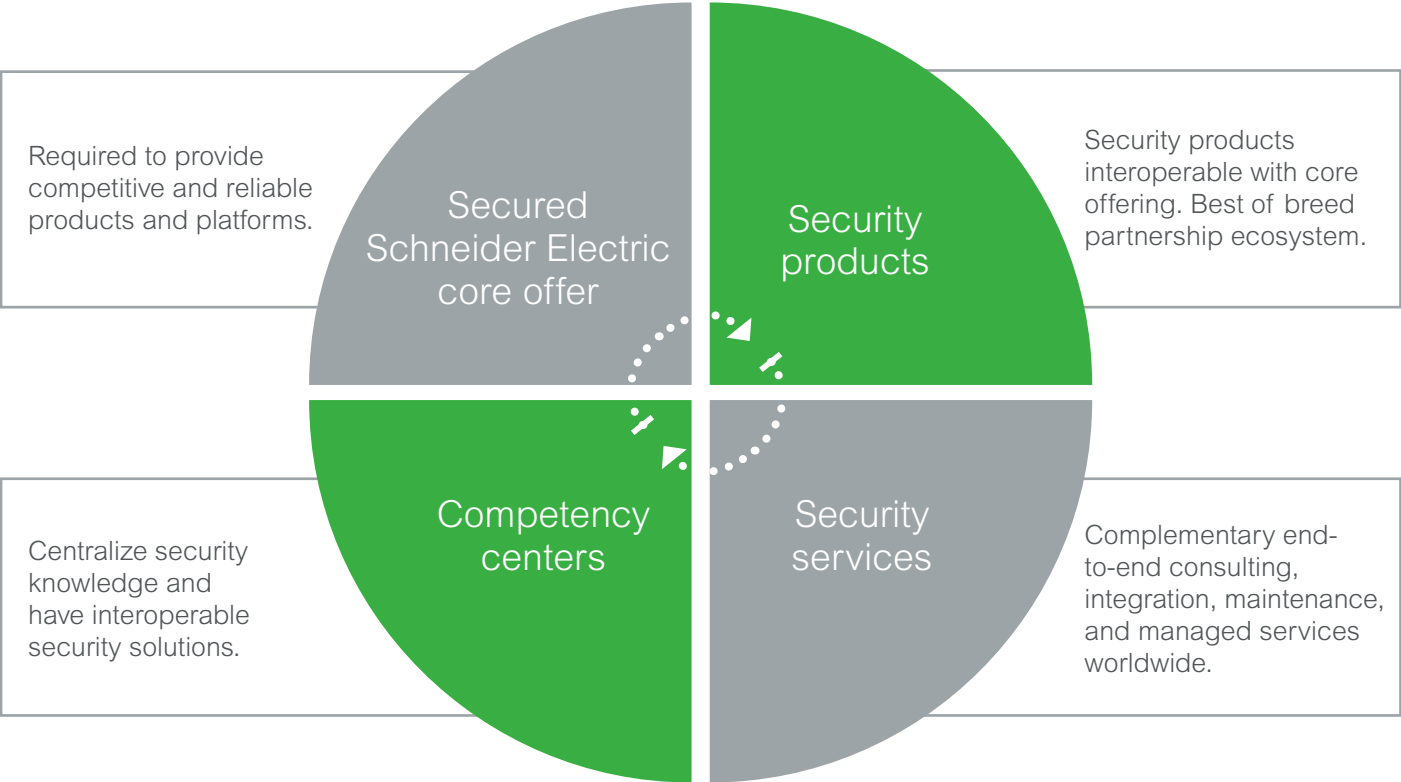 Required to provide
competitive and reliable
products and platforms.
Secured
Schneider Electric
core offer
Security
products
Security products
interoperable with core
offering. Best of breed
partnership ecosystem.
Centralize security
knowledge and
have interoperable
security solutions.
Competency
centers
Security
services
Complementary end-
to-end consulting,
integration, maintenance,
and managed services
worldwide.